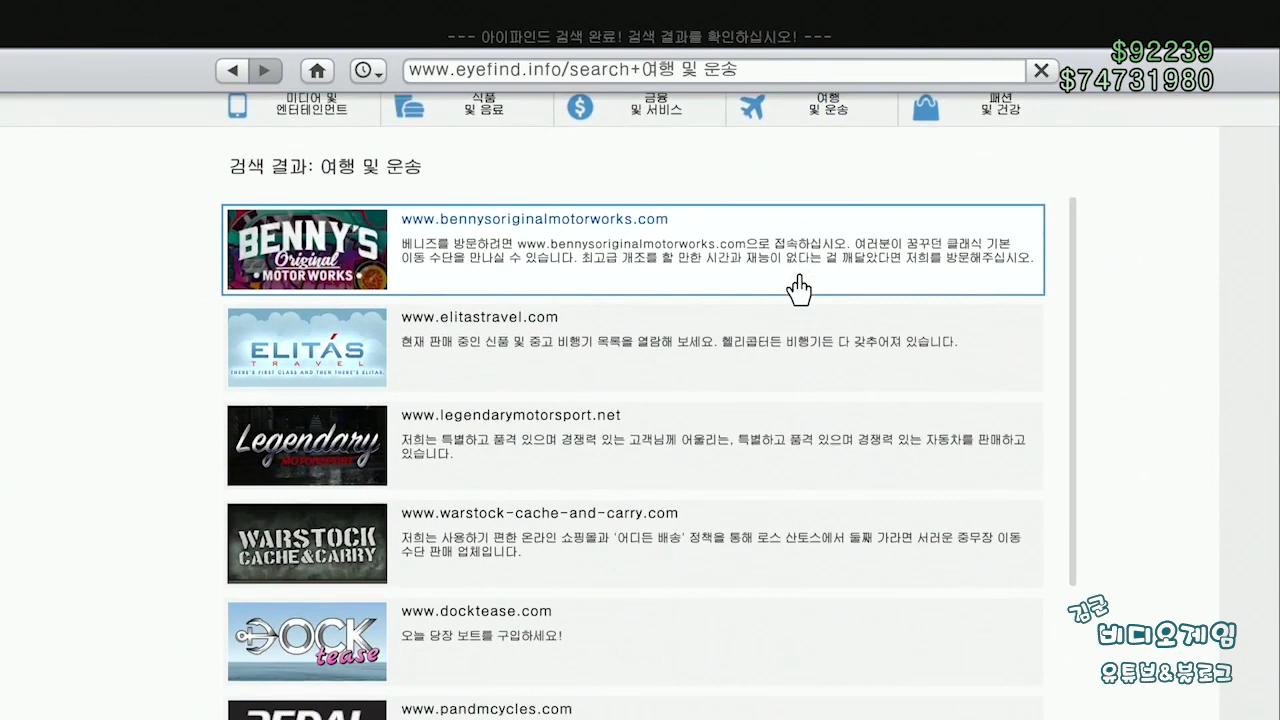 --- 아이파인드 검색 완료! 검색 결과를 확인하십시오! ---
$92239
www.eyefind.info/search+여행 및 운송
$74731980
미디어 및
엔터테인먼트
식품
및 음료
금융
및 서비스
여행
및 운송
패션
및 건강
검색 결과: 여행 및 운송
BENNY'S
Original
MOTOR WORKS
www.bennysoriginalmotorworks.com
베니즈를 방문하려면 www.bennysoriginalmotorworks.com으로 접속하십시오. 여러분이 꿈꾸던 클래식 기본
이동 수단을 만나실 수 있습니다. 최고급 개조를 할 만한 시간과 재능이 없다는 걸 깨달았다면 저희를 방문해주십시오.
ELITÁS
TRAVEL
THERE'S FIRST CLASS AND THEN THERE'S ELITAS.
www.elitastravel.com
현재 판매 중인 신품 및 중고 비행기 목록을 열람해 보세요. 헬리콥터든 비행기든 다 갖추어져 있습니다.
Legendary
MOTORSPORT
www.legendarymotorsport.net
저희는 특별하고 품격 있으며 경쟁력 있는 고객님께 어울리는, 특별하고 품격 있으며 경쟁력 있는 자동차를 판매하고
있습니다.
WARSTOCK
CACHE&CARRY
www.warstock-cache-and-carry.com
저희는 사용하기 편한 온라인 쇼핑몰과 '어디든 배송' 정책을 통해 로스 산토스에서 둘째 가라면 서러운 중무장 이동
수단 판매 업체입니다.
DOCK
tease
www.docktease.com
오늘 당장 보트를 구입하세요!
PEDAL
www.pandmcycles.com
김군
비디오게임
유튜브&블로그